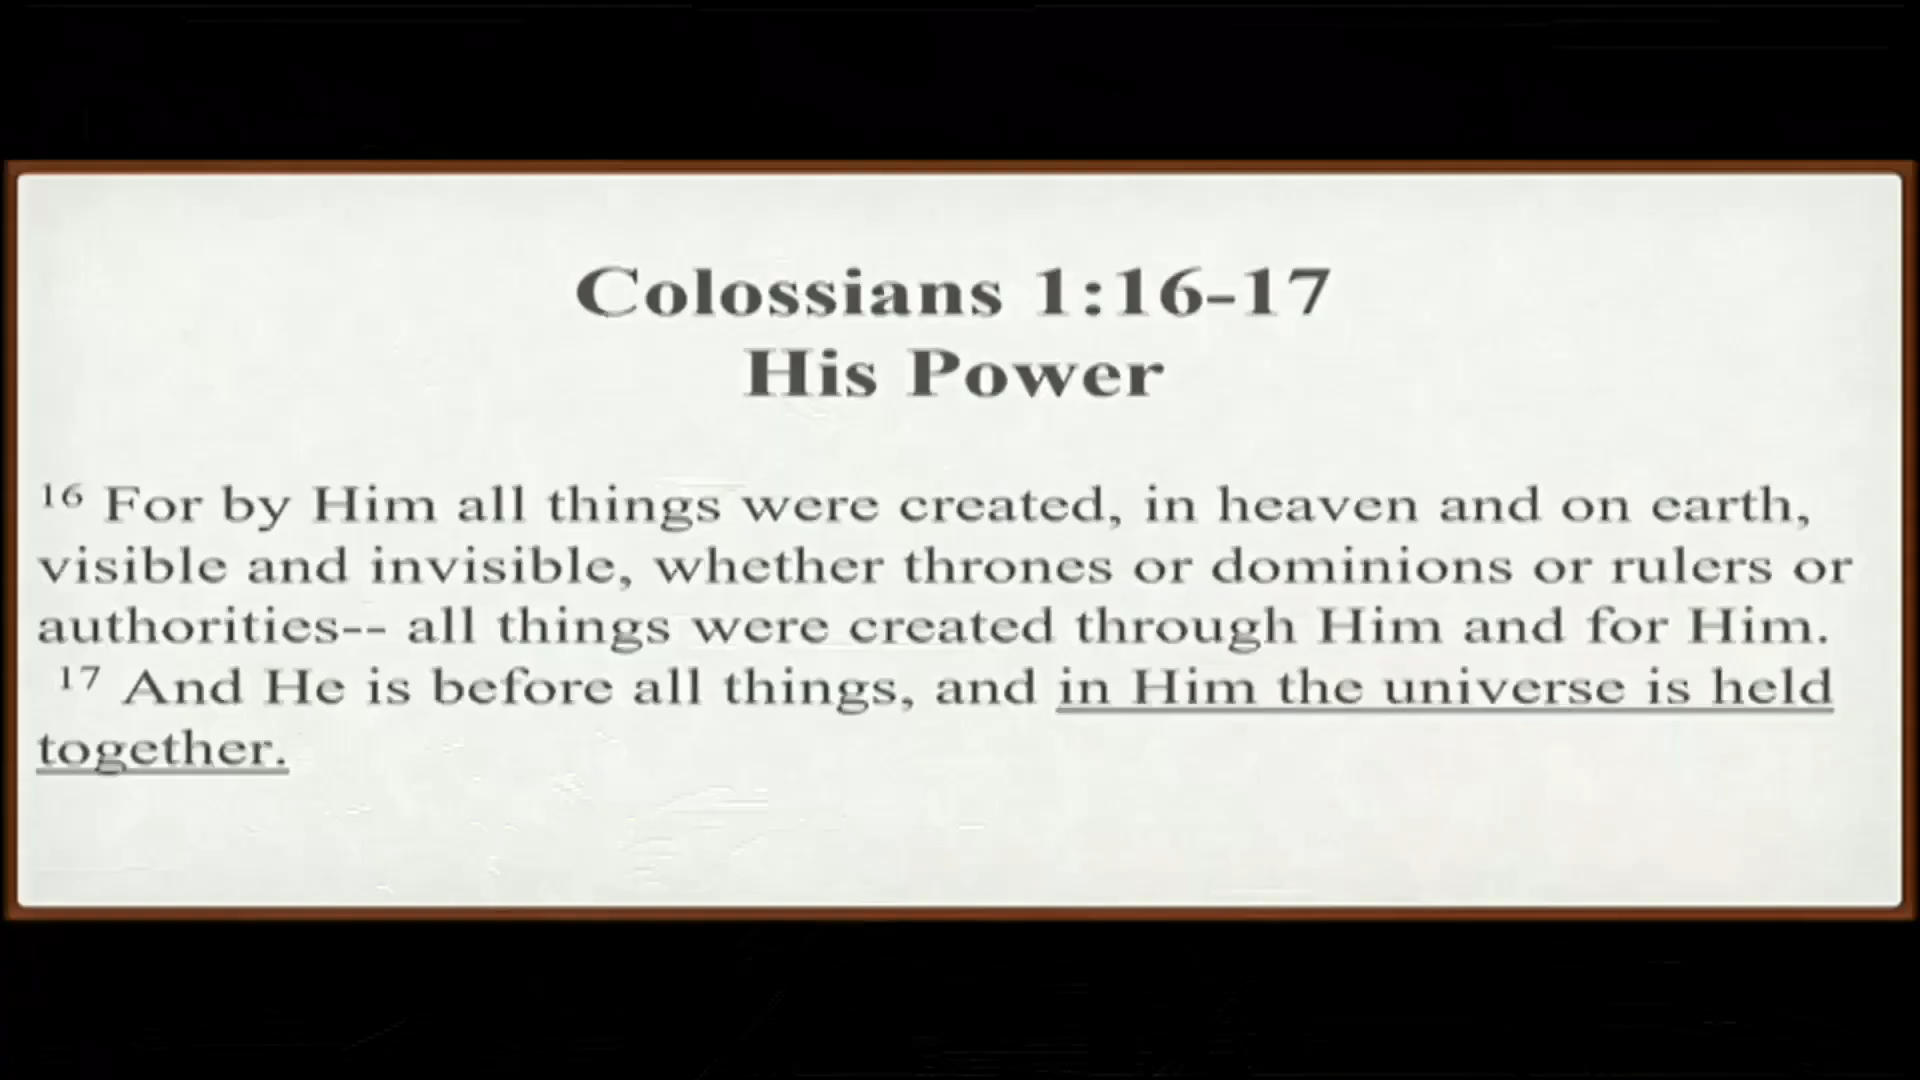 Colossians 1:16-17
His Power
16 For by Him all things were created, in heaven and on earth,
visible and invisible, whether thrones or dominions or rulers or
authorities-- all things were created through Him and for Him.
17 And He is before all things, and in Him the universe is held
together.